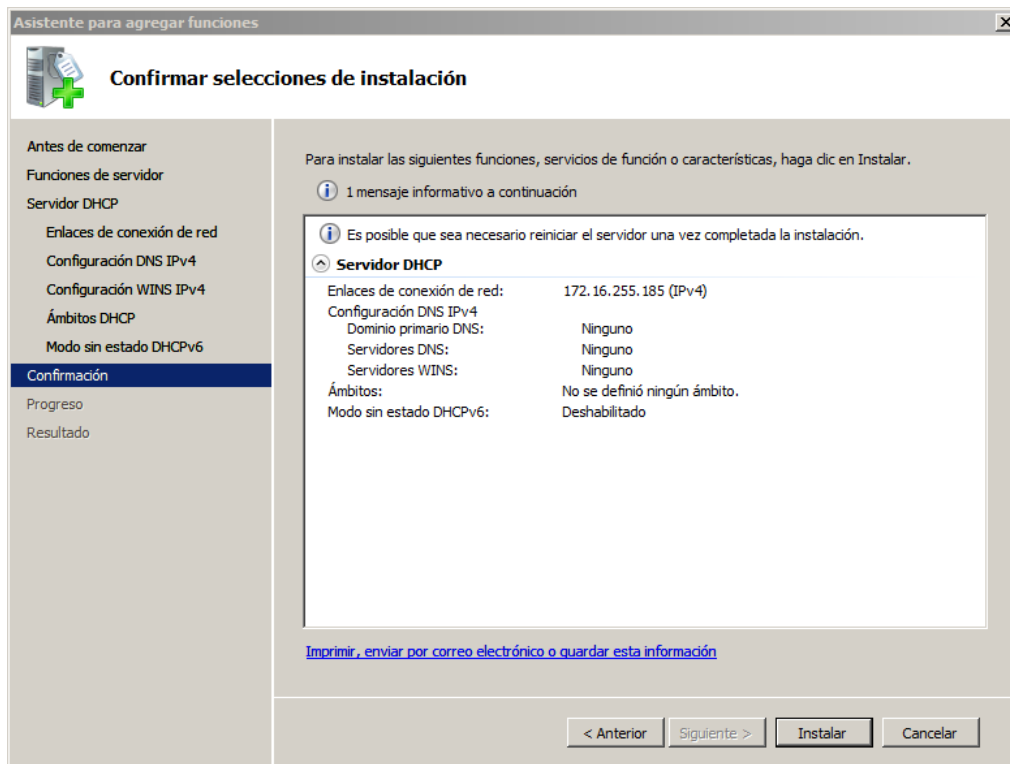 Asistente para agregar funciones
Confirmar selecciones de instalación
Antes de comenzar
Funciones de servidor
Servidor DHCP
Enlaces de conexión de red
Configuración DNS IPv4
Configuración WINS IPv4
Ámbitos DHCP
Modo sin estado DHCPv6
Confirmación
Progreso
Resultado
Para instalar las siguientes funciones, servicios de función o características, haga clic en Instalar.
1 mensaje informativo a continuación
Es posible que sea necesario reiniciar el servidor una vez completada la instalación.
Servidor DHCP
Enlaces de conexión de red: 172.16.255.185 (IPv4)
Configuración DNS IPv4
Dominio primario DNS: Ninguno
Servidores DNS: Ninguno
Servidores WINS: Ninguno
Ámbitos: No se definió ningún ámbito.
Modo sin estado DHCPv6: Deshabilitado
Imprimir, enviar por correo electrónico o guardar esta información
< Anterior Siguiente > Instalar Cancelar